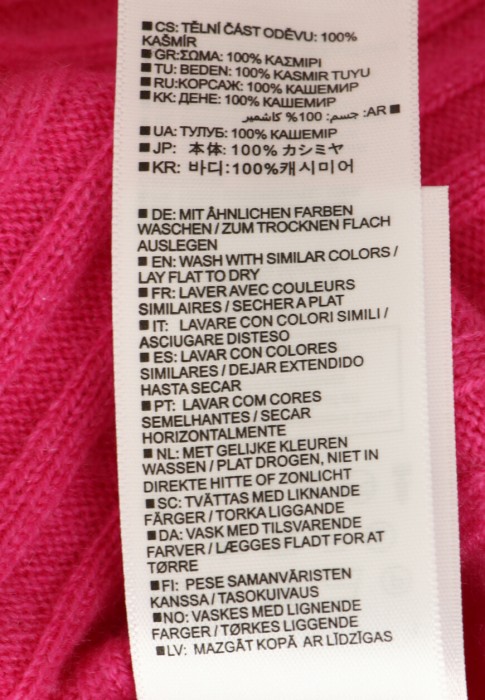 ■ CS: TĚLNÍ ČÁST ODĚVU: 100%
KAŠMÍR
■ GR:ΣΩΜΑ: 100% ΚΑΣΜΙΡΙ
■ TU: BEDEN: 100% KASMIR TUYU
■ RU:КОРСАЖ: 100% КАШЕМИР
■ KK: ДЕНЕ: 100% КАШЕМИР
■ AR: جسم: 100% كاشمير
■ UA: ТУЛУБ: 100% КАШЕМІР
■ JP: 本体: 100% カシミヤ
■ KR: 바디:100%캐시미어
■ DE: MIT ÄHNLICHEN FARBEN
WASCHEN / ZUM TROCKNEN FLACH
AUSLEGEN
■ EN: WASH WITH SIMILAR COLORS /
LAY FLAT TO DRY
■ FR: LAVER AVEC COULEURS
SIMILAIRES / SECHER A PLAT
■ IT: LAVARE CON COLORI SIMILI /
ASCIUGARE DISTESO
■ ES: LAVAR CON COLORES
SIMILARES / DEJAR EXTENDIDO
HASTA SECAR
■ PT: LAVAR COM CORES
SEMELHANTES / SECAR
HORIZONTALMENTE
■ NL: MET GELIJKE KLEUREN
WASSEN / PLAT DROGEN, NIET IN
DIREKTE HITTE OF ZONLICHT
■ SC: TVÄTTAS MED LIKNANDE
FÄRGER / TORKA LIGGANDE
■ DA: VASK MED TILSVARENDE
FARVER / LÆGGES FLADT FOR AT
TØRRE
■ FI: PESE SAMANVÄRISTEN
KANSSA / TASOKUIVAUS
■ NO: VASKES MED LIGNENDE
FARGER / TØRKES LIGGENDE
■ LV: MAZGĀT KOPĀ AR LĪDZĪGAS